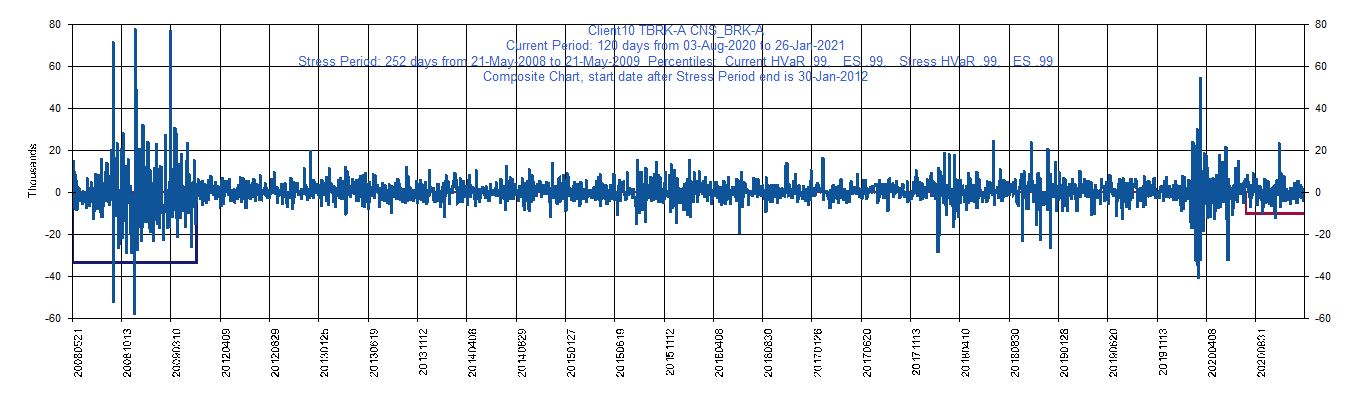 Client10 TBRK-A CNS_BRK-A
Current Period: 120 days from 03-Aug-2020 to 26-Jan-2021
Stress Period: 252 days from 21-May-2008 to 21-May-2009 Percentiles: Current HVaR .99, ES .99, Stress HVaR .99, ES .99
Composite Chart, start date after Stress Period end is 30-Jan-2012
Thousands
80 80
60 60
40 40
20 20
0 0
-20 -20
-40 -40
-60 -60
20080521 20081013 20090310 20120409 20120829 20130125 20130619 20131112 20140408 20140829 20150127 20150619 20151112 20160408 20160830 20170126 20170620 20171113 20180410 20180830 20190128 20190620 20191113 20200408 20200831